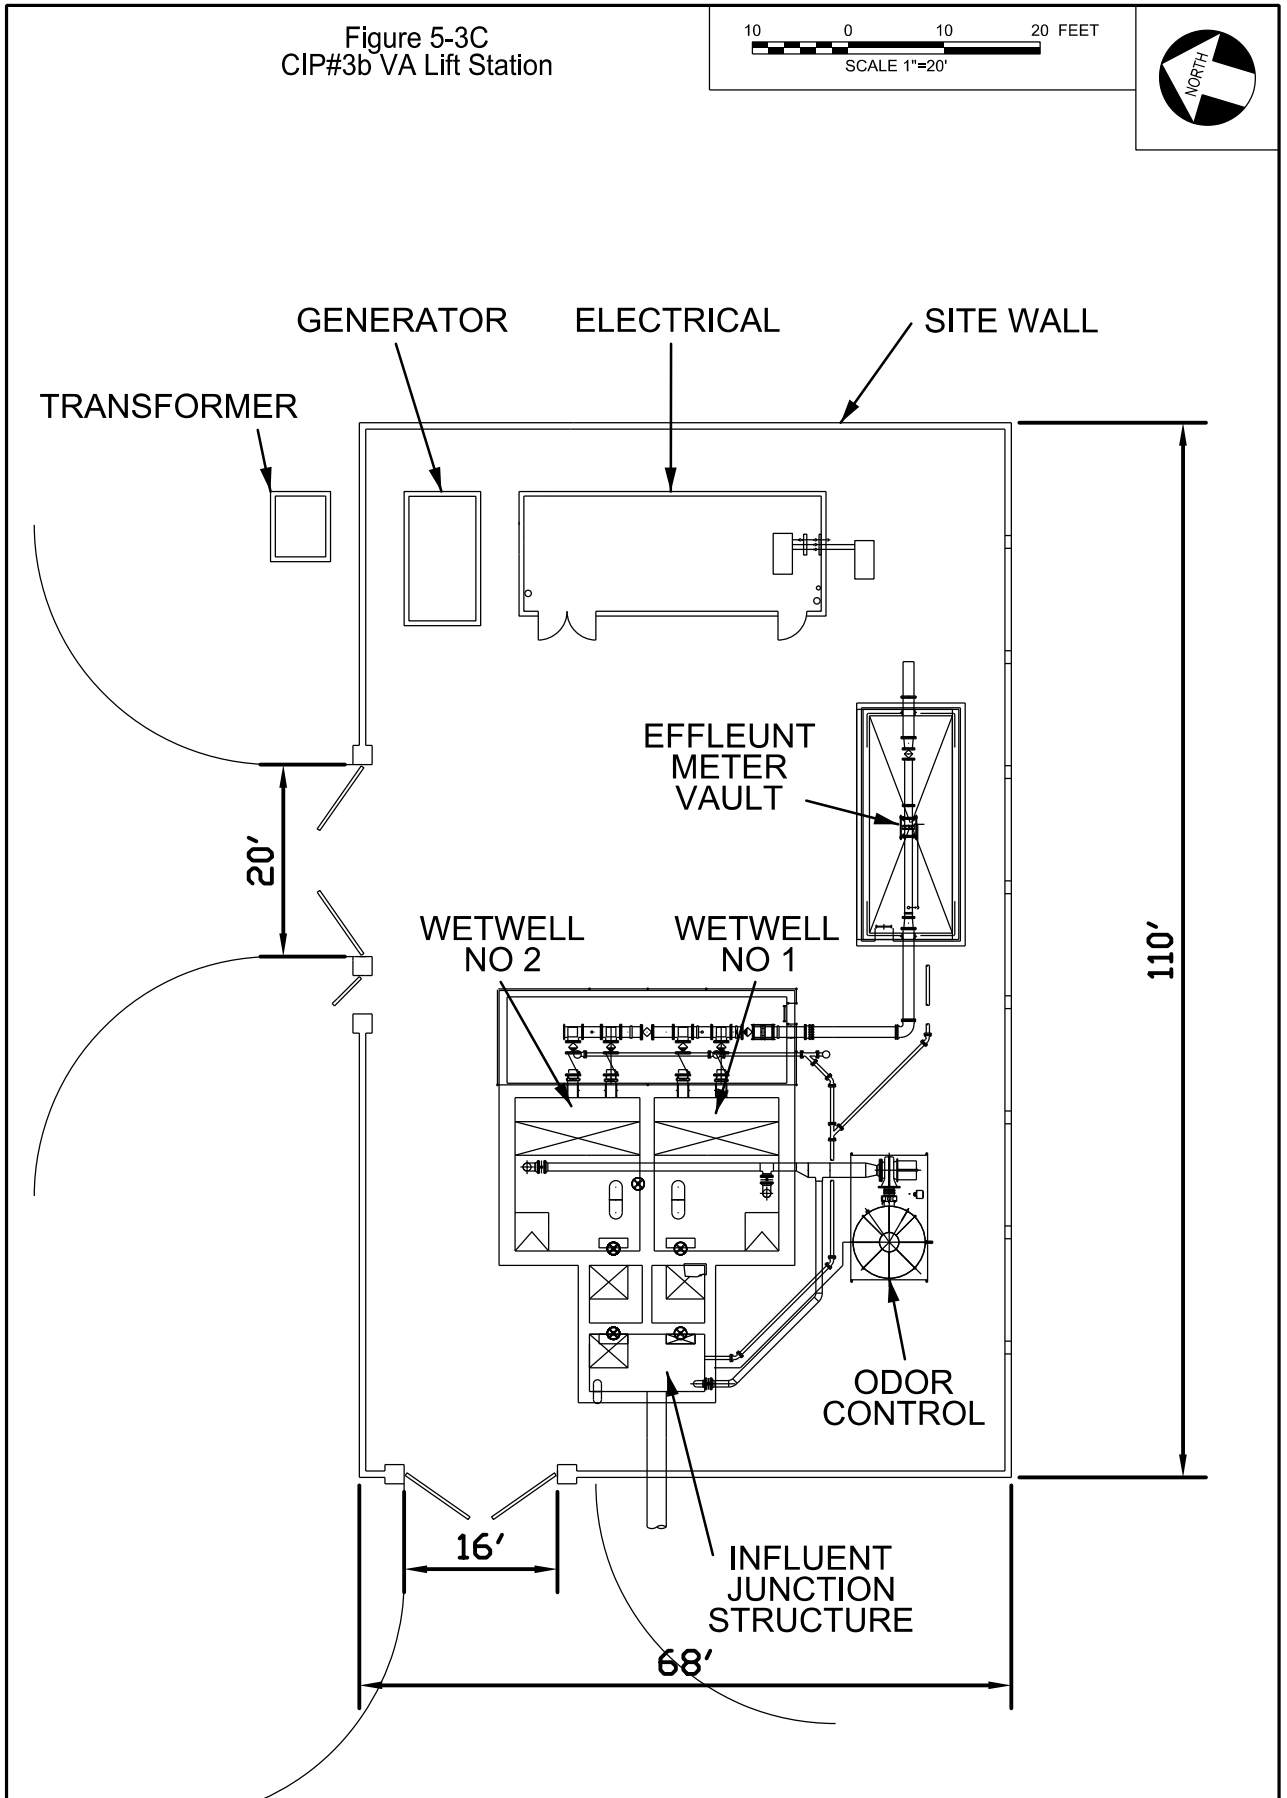 Figure 5-3C
CIP#3b VA Lift Station
10 0 10 20 FEET
SCALE 1"=20'
NORTH
GENERATOR
ELECTRICAL
SITE WALL
TRANSFORMER
EFFLEUNT
METER
VAULT
20'
WETWELL
NO 2
WETWELL
NO 1
110'
ODOR
CONTROL
16'
INFLUENT
JUNCTION
STRUCTURE
68'